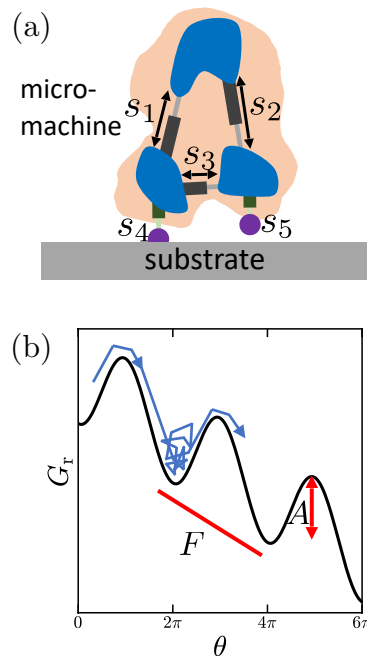 (a)
micro-
machine
s₁
s₂
s₃
s₄
s₅
substrate
(b)
Gᵣ
F
A
0
2π
4π
6π
θ